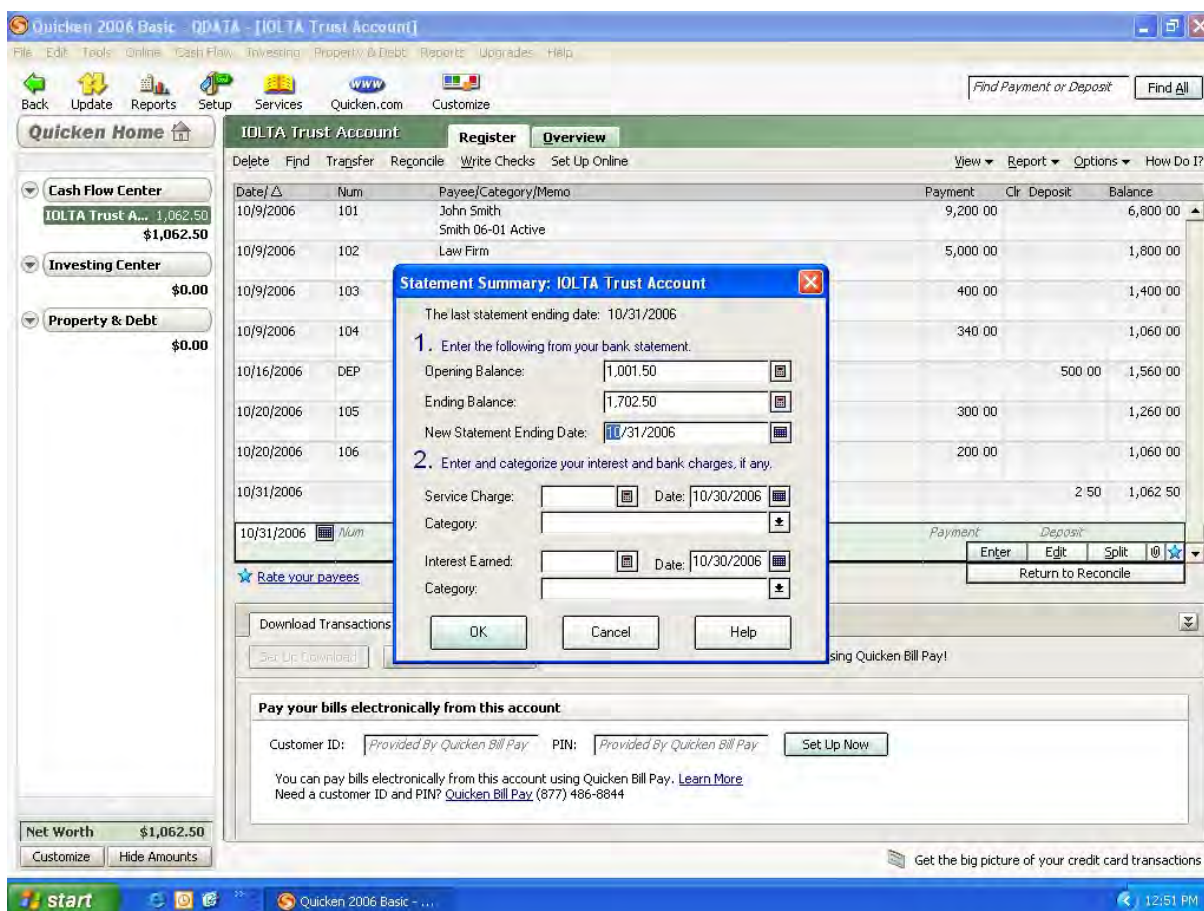 Quicken 2006 Basic - QDATA - [IOLTA Trust Account]
File Edit Tools Online Cash Flow Investing Property & Debt Reports Upgrades Help
Back Update Reports Setup Services Quicken.com Customize
WWW
Find Payment or Deposit Find All
Quicken Home
IOLTA Trust Account Register Overview
Delete Find Transfer Reconcile Write Checks Set Up Online View Report Options How Do I?
Cash Flow Center
IOLTA Trust A... 1,062.50
$1,062.50
Investing Center
$0.00
Property & Debt
$0.00
Date/ Num Payee/Category/Memo Payment Clr Deposit Balance
10/9/2006 101 John Smith 9,200 00 6,800 00
Smith 06-01 Active
10/9/2006 102 Law Firm 5,000 00 1,800 00
10/9/2006 103 400 00 1,400 00
10/9/2006 104 340 00 1,060 00
10/16/2006 DEP 500 00 1,560 00
10/20/2006 105 300 00 1,260 00
10/20/2006 106 200 00 1,060 00
10/31/2006 2 50 1,062 50
10/31/2006 Num Payment Deposit
Enter Edit Split
Return to Reconcile
Statement Summary: IOLTA Trust Account
The last statement ending date: 10/31/2006
1. Enter the following from your bank statement.
Opening Balance: 1,001.50
Ending Balance: 1,702.50
New Statement Ending Date: 10/31/2006
2. Enter and categorize your interest and bank charges, if any.
Service Charge: Date: 10/30/2006
Category:
Interest Earned: Date: 10/30/2006
Category:
OK Cancel Help
Rate your payees
Download Transactions
Set Up Download
sing Quicken Bill Pay!
Pay your bills electronically from this account
Customer ID: Provided By Quicken Bill Pay PIN: Provided By Quicken Bill Pay Set Up Now
You can pay bills electronically from this account using Quicken Bill Pay. Learn More
Need a customer ID and PIN? Quicken Bill Pay (877) 486-8844
Net Worth $1,062.50
Customize Hide Amounts
Get the big picture of your credit card transactions
start Quicken 2006 Basic - .... 12:51 PM